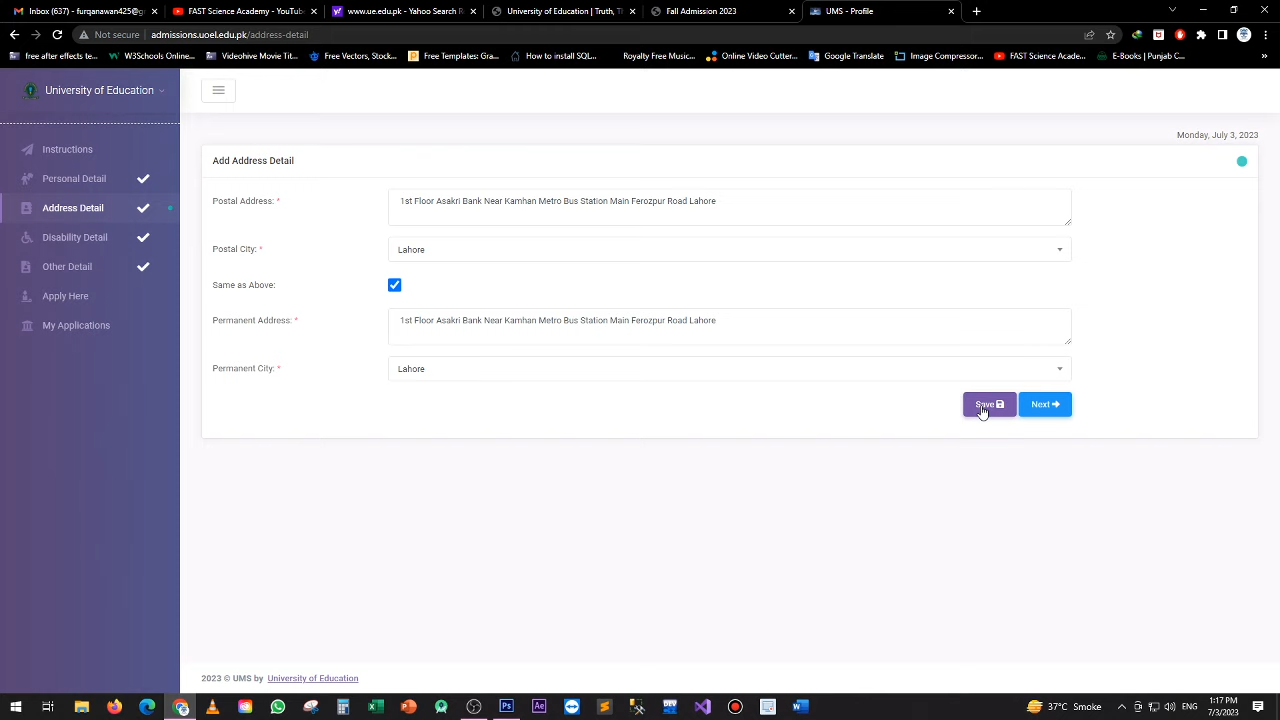 Inbox (637) - furqanawan425@g
FAST Science Academy - YouTube
www.ue.edu.pk - Yahoo Search R
University of Education | Truth, Th
Fall Admission 2023
UMS - Profile
Not secure | admissions.uoel.edu.pk/address-detail
free after effects te...
W3Schools Online...
Videohive Movie Tit...
Free Vectors, Stock...
Free Templates: Gr...
How to install SQL...
Royalty Free Music...
Online Video Cutter...
Google Translate
Image Compressor...
FAST Science Acade...
E-Books | Punjab C...
»
University of Education
Monday, July 3, 2023
Instructions
Personal Detail
Address Detail
Disability Detail
Other Detail
Apply Here
My Applications
Add Address Detail
Postal Address: *
1st Floor Asakri Bank Near Kamhan Metro Bus Station Main Ferozpur Road Lahore
Postal City: *
Lahore
Same as Above:
Permanent Address: *
1st Floor Asakri Bank Near Kamhan Metro Bus Station Main Ferozpur Road Lahore
Permanent City: *
Lahore
Save
Next
2023 © UMS by University of Education
37°C Smoke
1:17 PM
7/3/2023